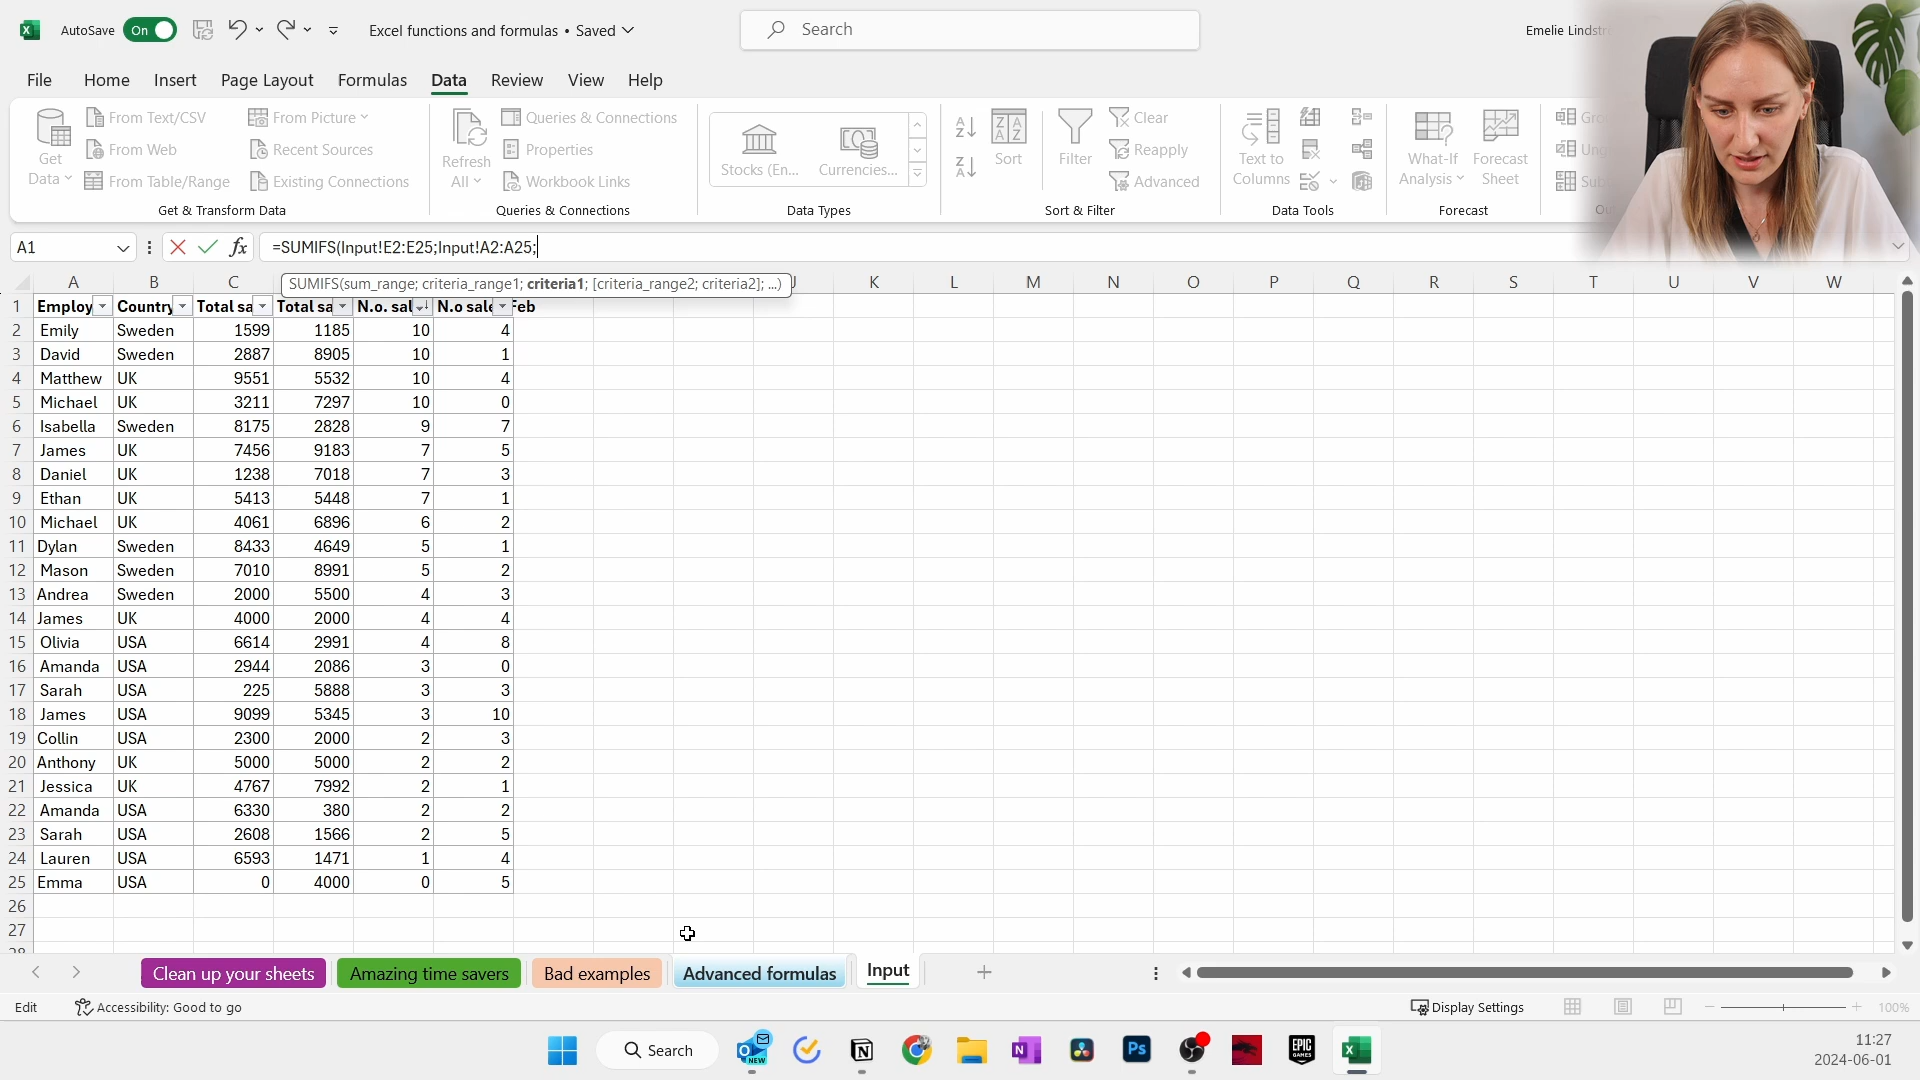 AutoSave On Excel functions and formulas • Saved Search Emelie
File Home Insert Page Layout Formulas Data Review View Help
Get Data
From Text/CSV
From Web
From Table/Range
From Picture
Recent Sources
Existing Connections
Get & Transform Data
Refresh All
Queries & Connections
Properties
Workbook Links
Queries & Connections
Stocks (En... Currencies...
Data Types
Sort
Filter
Clear
Reapply
Advanced
Sort & Filter
Text to Columns
Data Tools
What-If Analysis
Forecast Sheet
Forecast
A1 fx =SUMIFS(Input!E2:E25;Input!A2:A25;
SUMIFS(sum_range; criteria_range1; criteria1; [criteria_range2; criteria2]; ...)
A B C J K L M N O P Q R S T U V W
1 Employ Country Total sa Total sa N.o. sal N.o sale Feb
2 Emily Sweden 1599 1185 10 4
3 David Sweden 2887 8905 10 1
4 Matthew UK 9551 5532 10 4
5 Michael UK 3211 7297 10 0
6 Isabella Sweden 8175 2828 9 7
7 James UK 7456 9183 7 5
8 Daniel UK 1238 7018 7 3
9 Ethan UK 5413 5448 7 1
10 Michael UK 4061 6896 6 2
11 Dylan Sweden 8433 4649 5 1
12 Mason Sweden 7010 8991 5 2
13 Andrea Sweden 2000 5500 4 3
14 James UK 4000 2000 4 4
15 Olivia USA 6614 2991 4 8
16 Amanda USA 2944 2086 3 0
17 Sarah USA 225 5888 3 3
18 James USA 9099 5345 3 10
19 Collin USA 2300 2000 2 3
20 Anthony UK 5000 5000 2 2
21 Jessica UK 4767 7992 2 1
22 Amanda USA 6330 380 2 2
23 Sarah USA 2608 1566 2 5
24 Lauren USA 6593 1471 1 4
25 Emma USA 0 4000 0 5
26
27
28
Clean up your sheets Amazing time savers Bad examples Advanced formulas Input
Edit Accessibility: Good to go Display Settings 100%
Search NEW Ps EPIC GAMES 11:27
2024-06-01